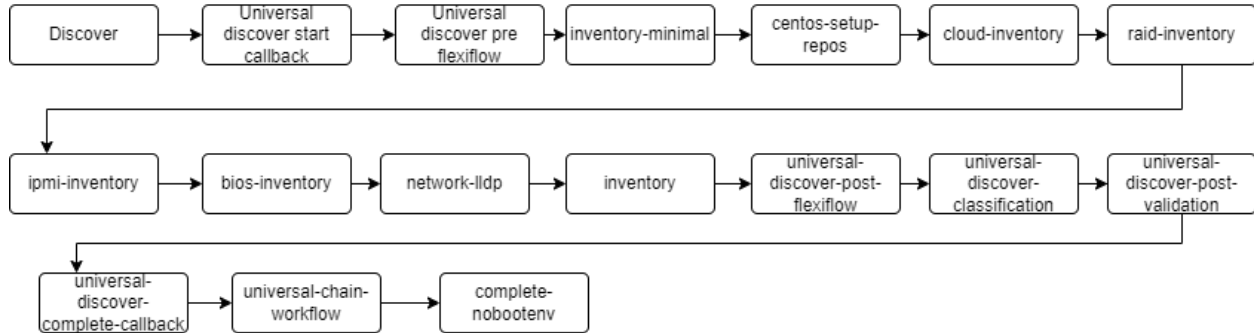 Discover
Universal
discover start
callback
Universal
discover pre
flexiflow
inventory-minimal
centos-setup-
repos
cloud-inventory
raid-inventory
ipmi-inventory
bios-inventory
network-lldp
inventory
universal-
discover-post-
flexiflow
universal-
discover-
classification
universal-
discover-post-
validation
universal-
discover-
complete-callback
universal-chain-
workflow
complete-
nobootenv